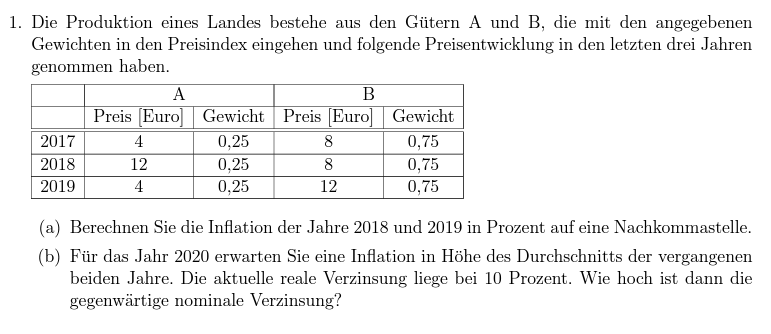 1. Die Produktion eines Landes bestehe aus den Gütern A und B, die mit den angegebenen
Gewichten in den Preisindex eingehen und folgende Preisentwicklung in den letzten drei Jahren
genommen haben.
A B
Preis [Euro] Gewicht Preis [Euro] Gewicht
2017 4 0,25 8 0,75
2018 12 0,25 8 0,75
2019 4 0,25 12 0,75
(a) Berechnen Sie die Inflation der Jahre 2018 und 2019 in Prozent auf eine Nachkommastelle.
(b) Für das Jahr 2020 erwarten Sie eine Inflation in Höhe des Durchschnitts der vergangenen
beiden Jahre. Die aktuelle reale Verzinsung liege bei 10 Prozent. Wie hoch ist dann die
gegenwärtige nominale Verzinsung?